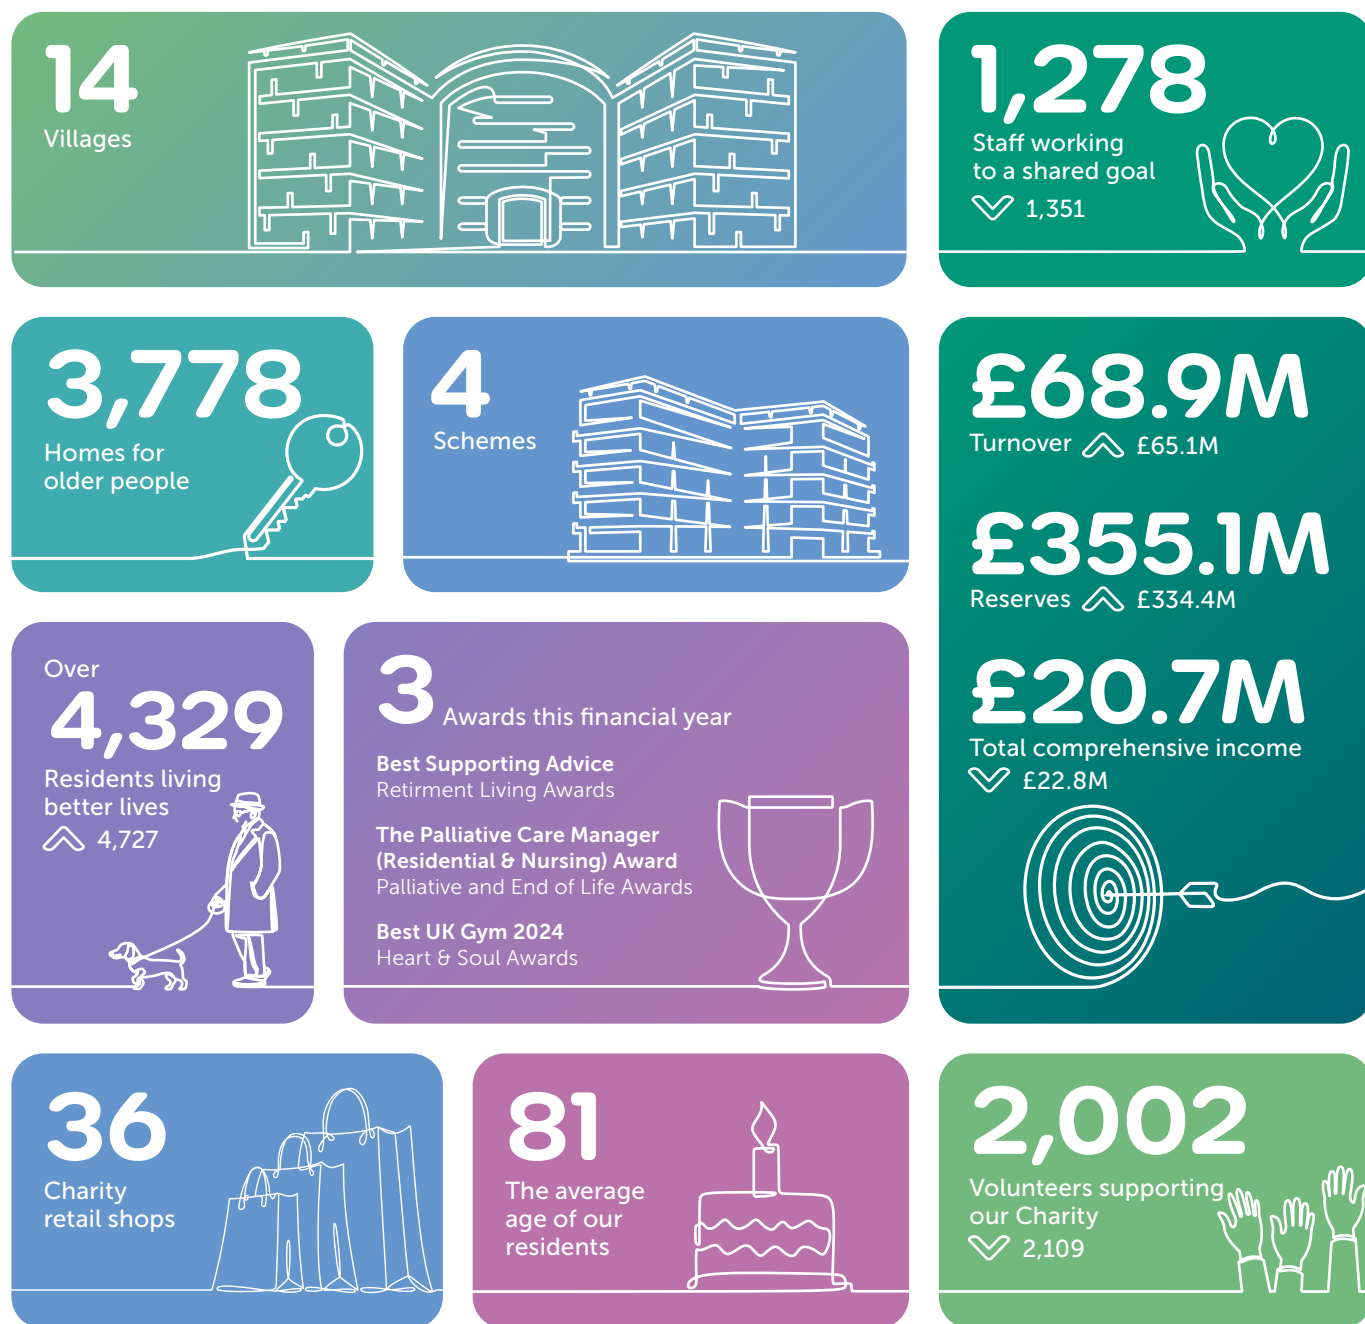 14
Villages
1,278
Staff working
to a shared goal
1,351
3,778
Homes for
older people
4
Schemes
£68.9M
Turnover £65.1M
£355.1M
Reserves £334.4M
£20.7M
Total comprehensive income
£22.8M
Over
4,329
Residents living
better lives
4,727
3 Awards this financial year
Best Supporting Advice
Retirment Living Awards
The Palliative Care Manager
(Residential & Nursing) Award
Palliative and End of Life Awards
Best UK Gym 2024
Heart & Soul Awards
36
Charity
retail shops
81
The average
age of our
residents
2,002
Volunteers supporting
our Charity
2,109